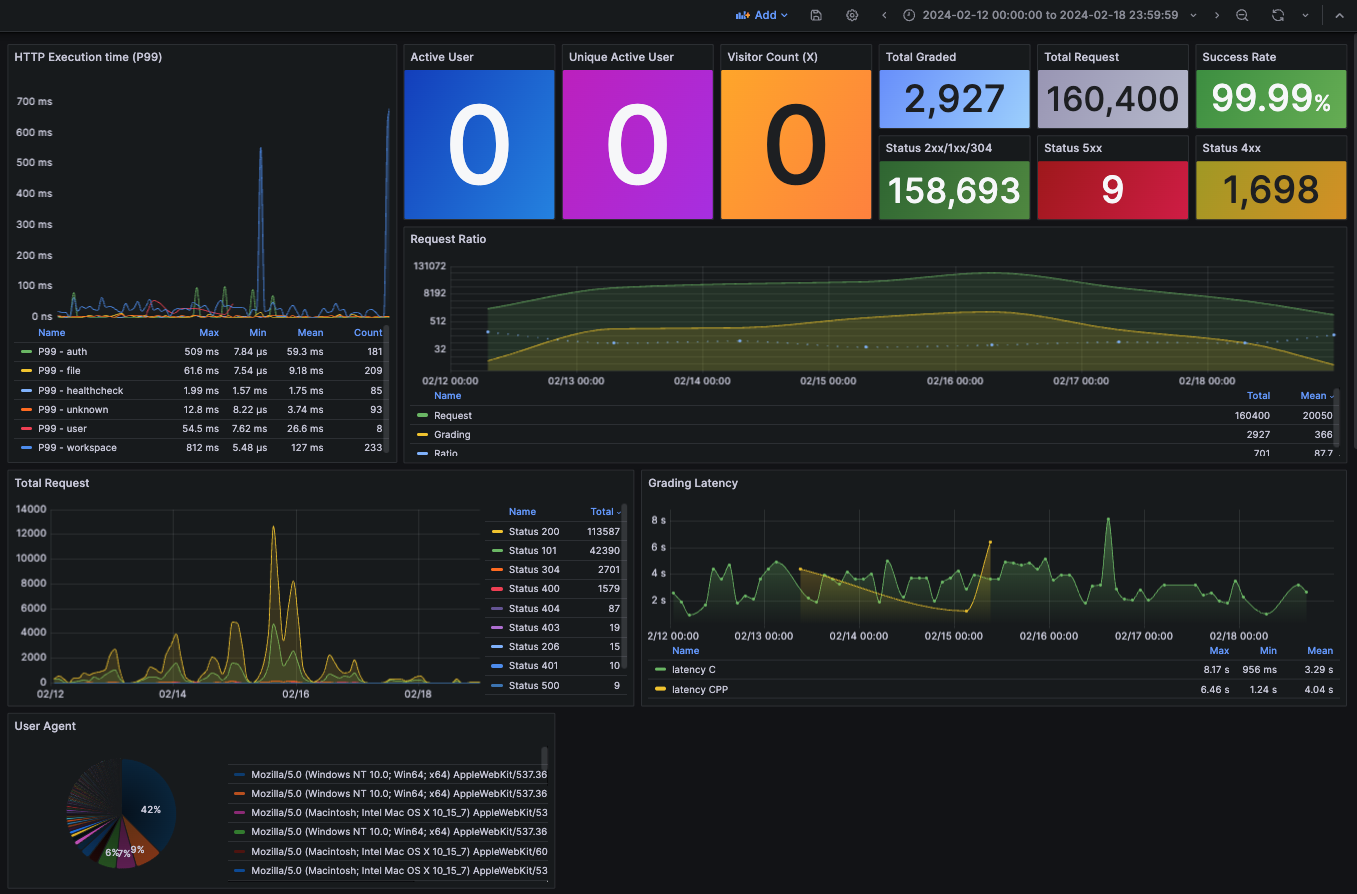 Add
2024-02-12 00:00:00 to 2024-02-18 23:59:59
HTTP Execution time (P99)
700 ms
600 ms
500 ms
400 ms
300 ms
200 ms
100 ms
0 ns
Name Max Min Mean Count
P99 - auth 509 ms 7.84 µs 59.3 ms 181
P99 - file 61.6 ms 7.54 µs 9.18 ms 209
P99 - healthcheck 1.99 ms 1.57 ms 1.75 ms 85
P99 - unknown 12.8 ms 8.22 µs 3.74 ms 93
P99 - user 54.5 ms 7.62 ms 26.6 ms 8
P99 - workspace 812 ms 5.48 µs 127 ms 233
Active User
0
Unique Active User
0
Visitor Count (X)
0
Total Graded
2,927
Total Request
160,400
Success Rate
99.99%
Status 2xx/1xx/304
158,693
Status 5xx
9
Status 4xx
1,698
Request Ratio
131072
8192
512
32
02/12 00:00 02/13 00:00 02/14 00:00 02/15 00:00 02/16 00:00 02/17 00:00 02/18 00:00
Name Total Mean
Request 160400 20050
Grading 2927 366
Ratio 701 87.7
Total Request
14000
12000
10000
8000
6000
4000
2000
0
02/12 02/14 02/16 02/18
Name Total
Status 200 113587
Status 101 42390
Status 304 2701
Status 400 1579
Status 404 87
Status 403 19
Status 206 15
Status 401 10
Status 500 9
Grading Latency
8 s
6 s
4 s
2 s
2/12 00:00 02/13 00:00 02/14 00:00 02/15 00:00 02/16 00:00 02/17 00:00 02/18 00:00
Name Max Min Mean
latency C 8.17 s 956 ms 3.29 s
latency CPP 6.46 s 1.24 s 4.04 s
User Agent
42%
9%
7%
6%
Mozilla/5.0 (Windows NT 10.0; Win64; x64) AppleWebKit/537.36
Mozilla/5.0 (Windows NT 10.0; Win64; x64) AppleWebKit/537.36
Mozilla/5.0 (Macintosh; Intel Mac OS X 10_15_7) AppleWebKit/53
Mozilla/5.0 (Windows NT 10.0; Win64; x64) AppleWebKit/537.36
Mozilla/5.0 (Macintosh; Intel Mac OS X 10_15_7) AppleWebKit/60
Mozilla/5.0 (Macintosh; Intel Mac OS X 10_15_7) AppleWebKit/53